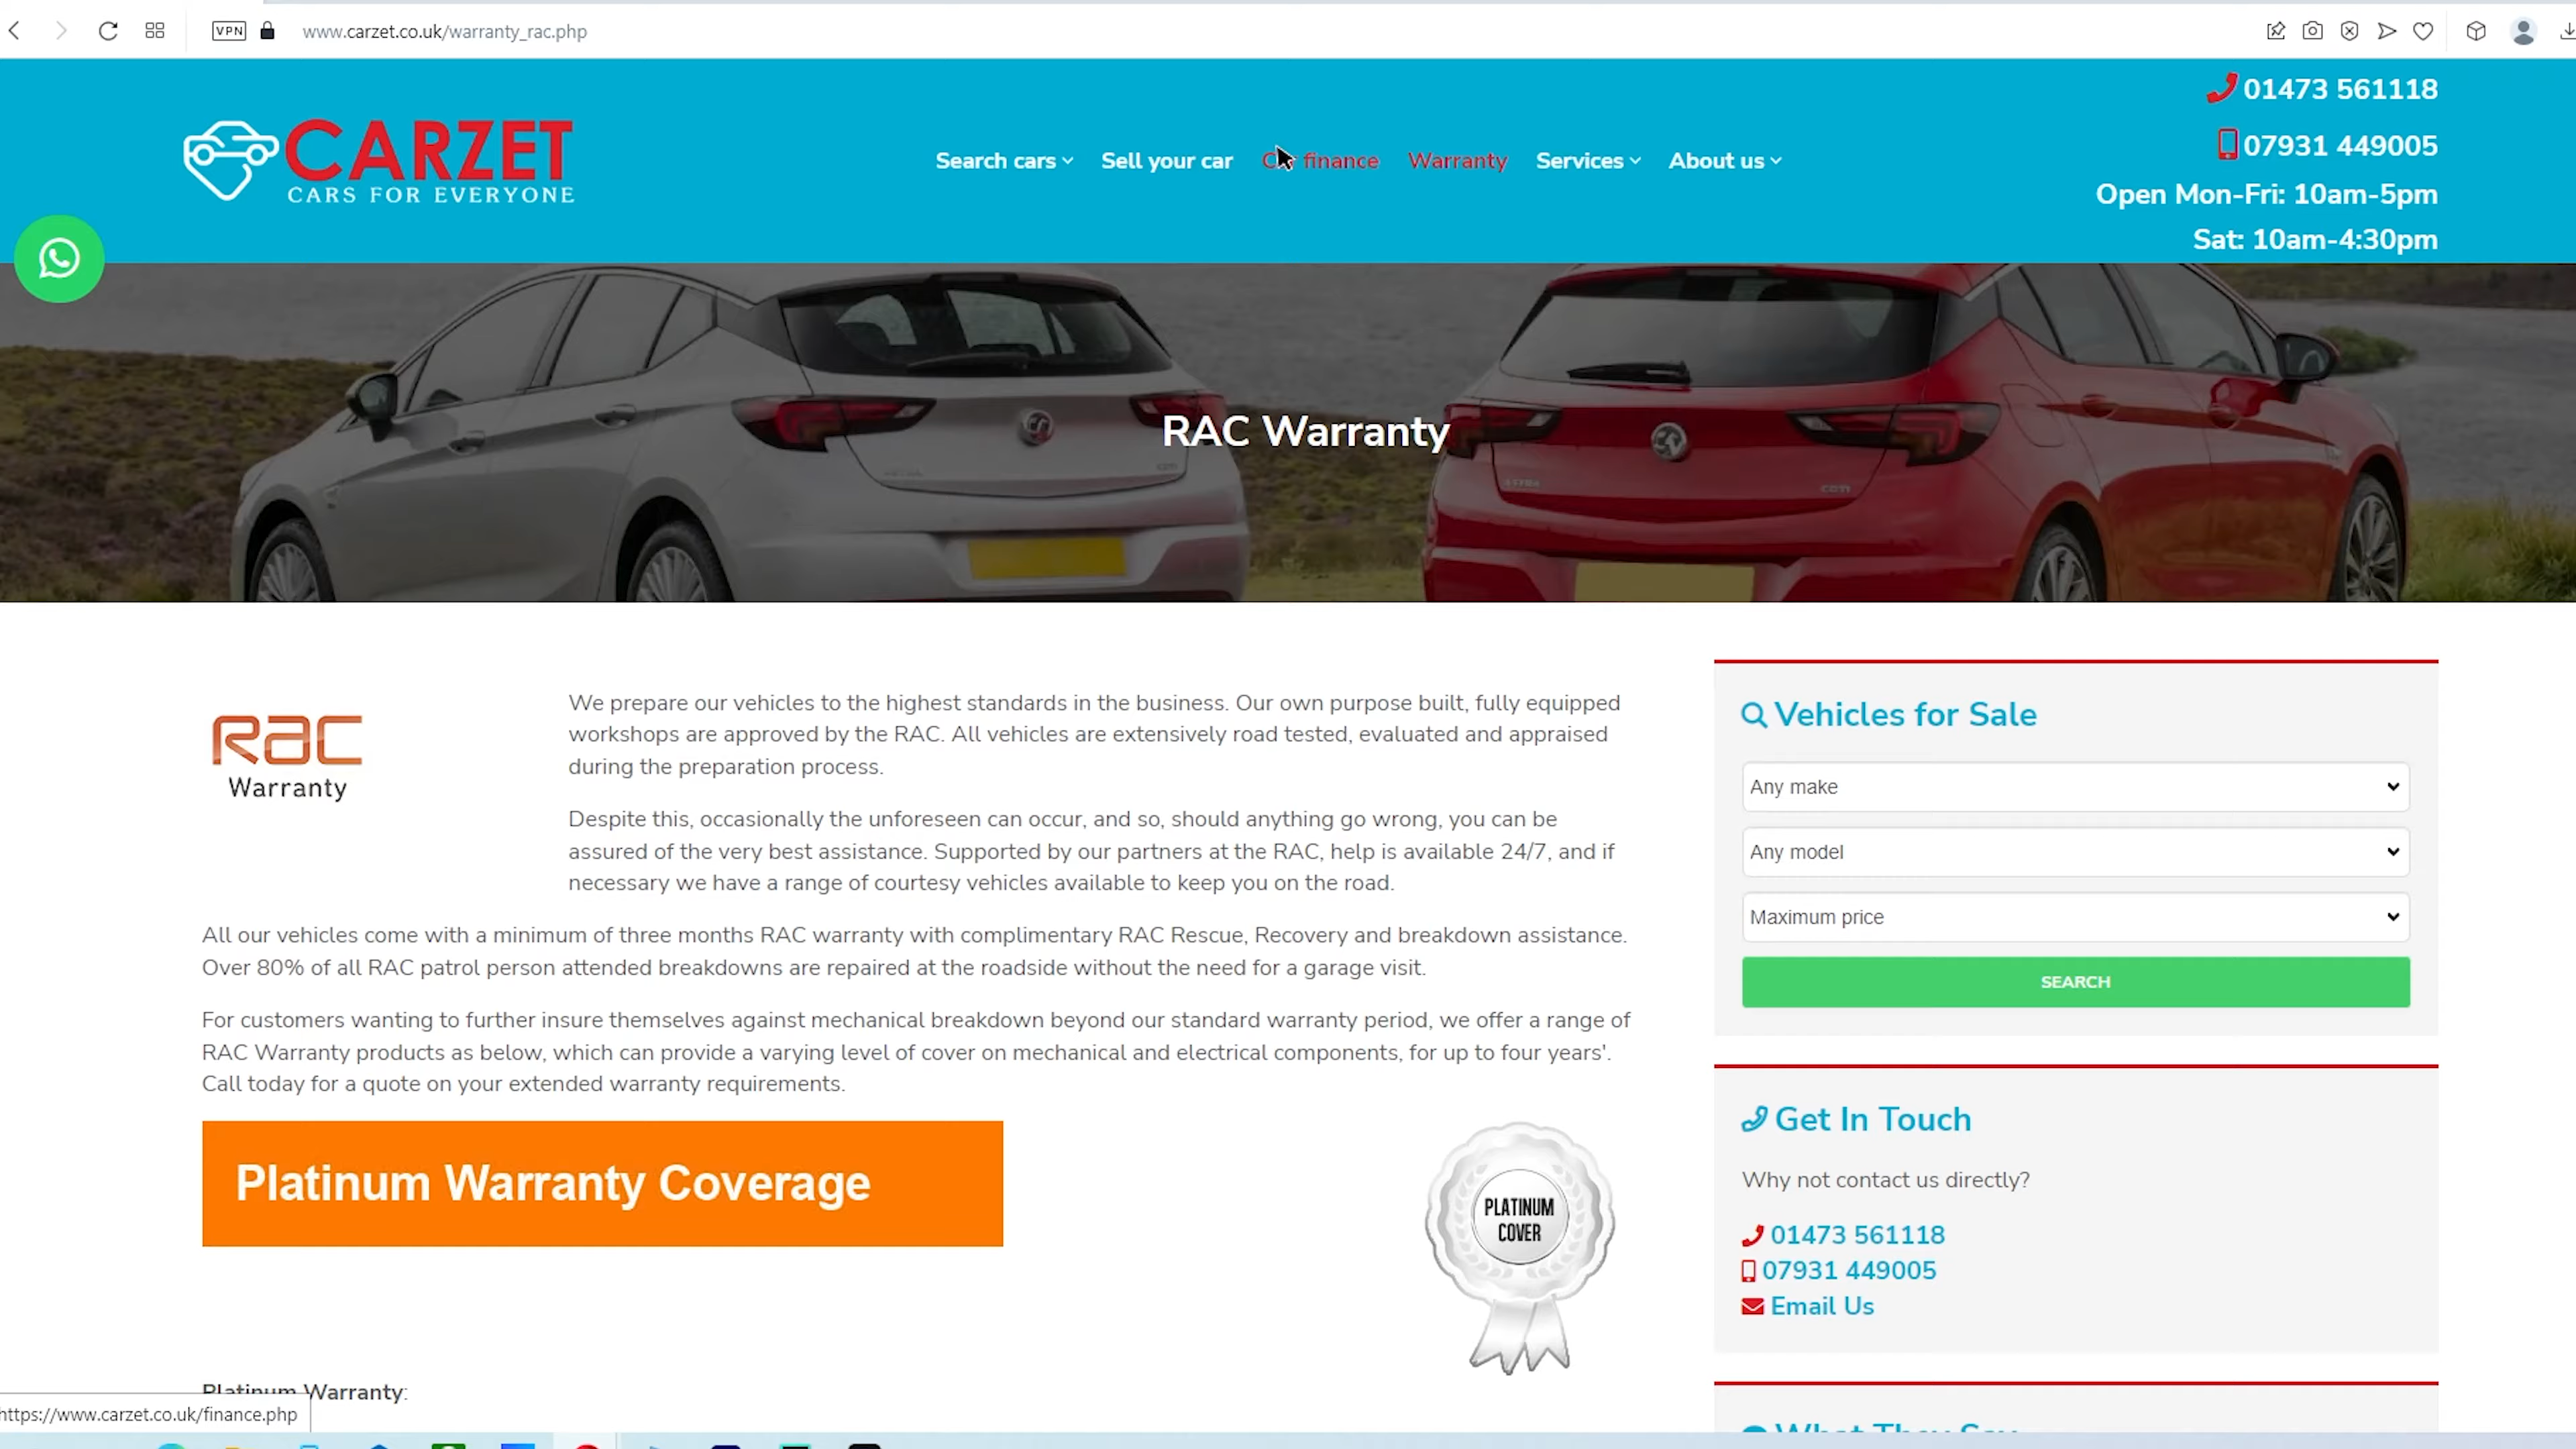 VPN
www.carzet.co.uk/warranty_rac.php
CARZET
CARS FOR EVERYONE
Search cars
Sell your car
finance
Warranty
Services
About us
01473 561118
07931 449005
Open Mon-Fri: 10am-5pm
Sat: 10am-4:30pm
RAC Warranty
RAC
Warranty
We prepare our vehicles to the highest standards in the business. Our own purpose built, fully equipped
workshops are approved by the RAC. All vehicles are extensively road tested, evaluated and appraised
during the preparation process.
Despite this, occasionally the unforeseen can occur, and so, should anything go wrong, you can be
assured of the very best assistance. Supported by our partners at the RAC, help is available 24/7, and if
necessary we have a range of courtesy vehicles available to keep you on the road.
All our vehicles come with a minimum of three months RAC warranty with complimentary RAC Rescue, Recovery and breakdown assistance.
Over 80% of all RAC patrol person attended breakdowns are repaired at the roadside without the need for a garage visit.
For customers wanting to further insure themselves against mechanical breakdown beyond our standard warranty period, we offer a range of
RAC Warranty products as below, which can provide a varying level of cover on mechanical and electrical components, for up to four years'.
Call today for a quote on your extended warranty requirements.
Platinum Warranty Coverage
PLATINUM
COVER
Platinum Warranty:
https://www.carzet.co.uk/finance.php
Vehicles for Sale
Any make
Any model
Maximum price
SEARCH
Get In Touch
Why not contact us directly?
01473 561118
07931 449005
Email Us
What They Say